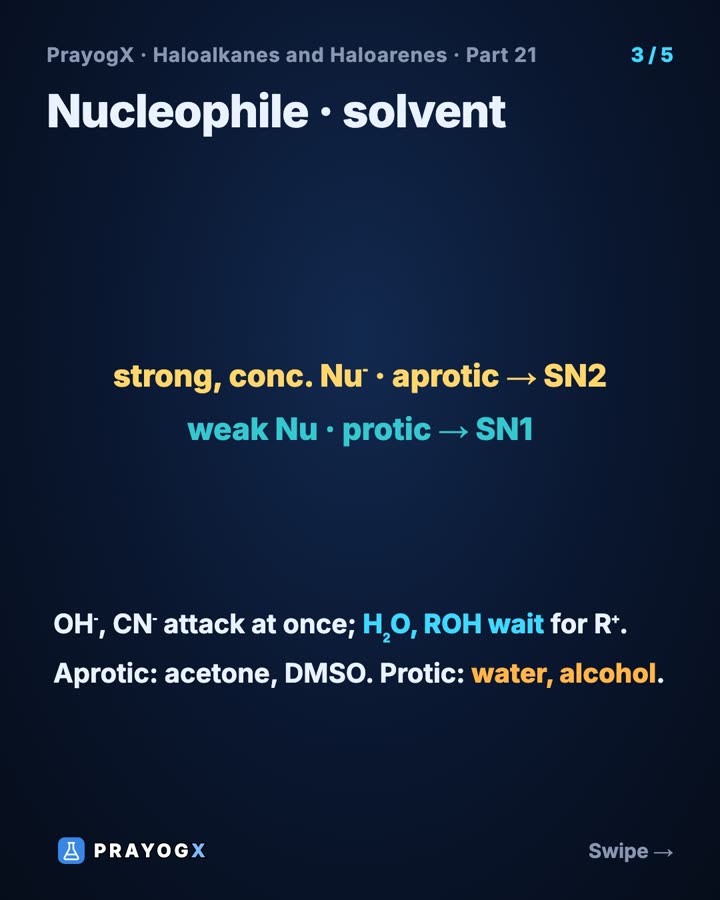 PrayogX · Haloalkanes and Haloarenes · Part 21
3 / 5
Nucleophile · solvent
strong, conc. Nu⁻ · aprotic → SN2
weak Nu · protic → SN1
OH⁻, CN⁻ attack at once; H₂O, ROH wait for R⁺.
Aprotic: acetone, DMSO. Protic: water, alcohol.
PRAYOGX
Swipe →